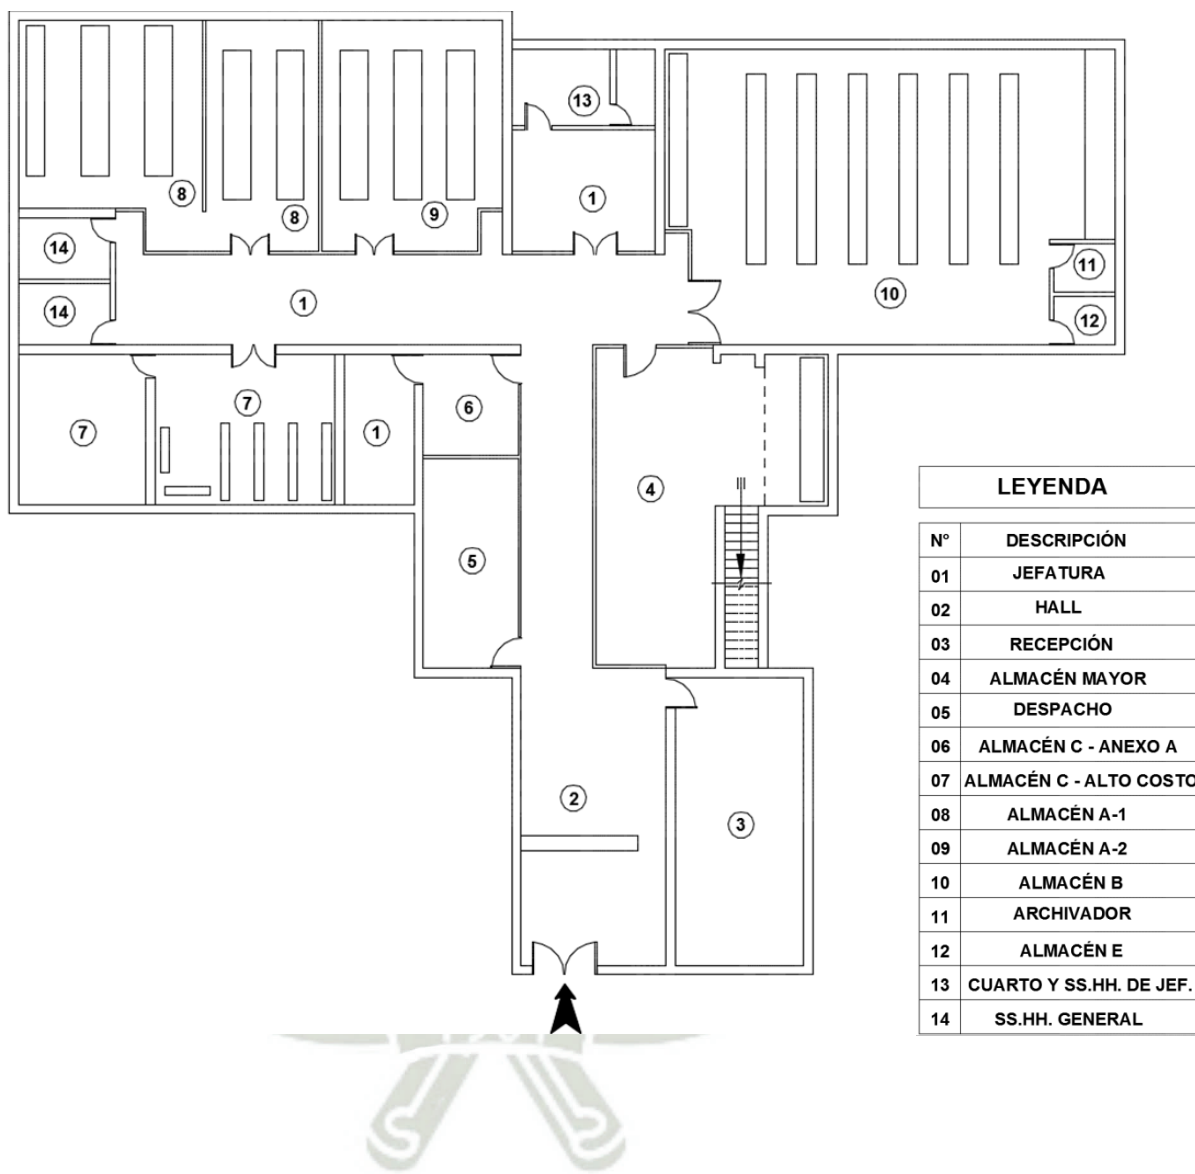 13
8
1
8
9
14
11
10
1
14
12
7
6
7
1
4
LEYENDA
N° DESCRIPCIÓN
5
01 JEFATURA
02 HALL
03 RECEPCIÓN
04 ALMACÉN MAYOR
05 DESPACHO
06 ALMACÉN C - ANEXO A
07 ALMACÉN C - ALTO COSTO
2
08 ALMACÉN A-1
3
09 ALMACÉN A-2
10 ALMACÉN B
11 ARCHIVADOR
12 ALMACÉN E
13 CUARTO Y SS.HH. DE JEF.
14 SS.HH. GENERAL